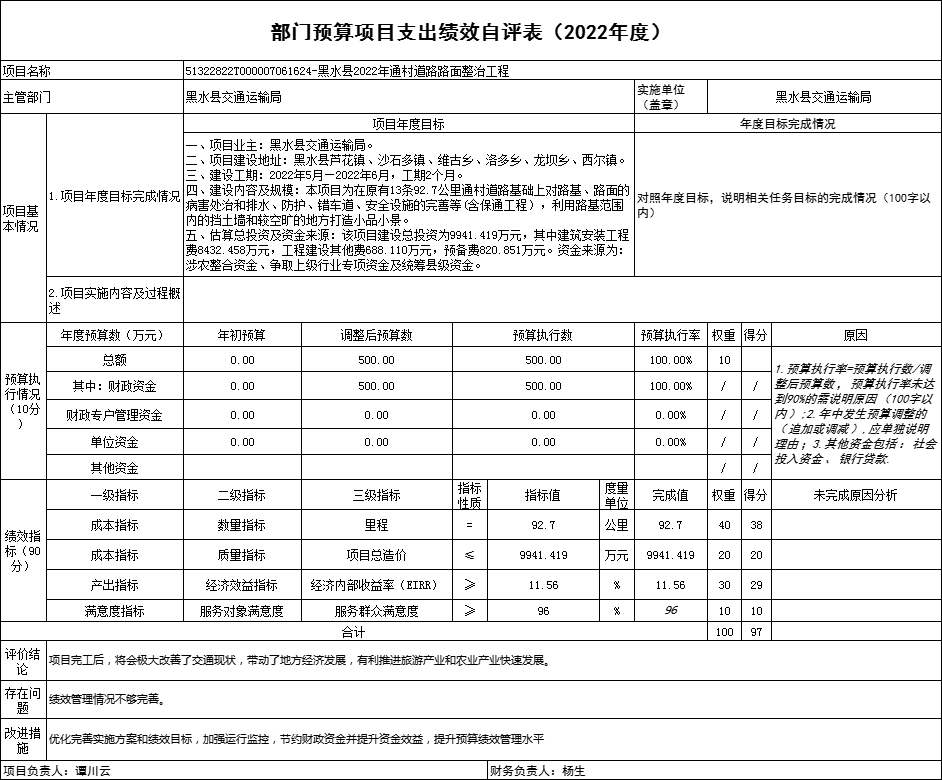 部门预算项目支出绩效自评表（2022年度）
项目名称 51322822T000007061624-黑水县2022年通村道路路面整治工程
主管部门 黑水县交通运输局 实施单位（盖章） 黑水县交通运输局
项目基本情况 1.项目年度目标完成情况 项目年度目标 年度目标完成情况
一、项目业主：黑水县交通运输局。
二、项目建设地址：黑水县芦花镇、沙石多镇、维古乡、洛多乡、龙坝乡、西尔镇。
三、建设工期：2022年5月—2022年6月，工期2个月。
四、建设内容及规模：本项目为在原有13条92.7公里通村道路基础上对路基、路面的
病害处治和排水、防护、错车道、安全设施的完善等(含保通工程），利用路基范围
内的挡土墙和较空旷的地方打造小品小景。
五、估算总投资及资金来源：该项目建设总投资为9941.419万元，其中建筑安装工程
费8432.458万元，工程建设其他费688.110万元，预备费820.851万元。资金来源为：
涉农整合资金、争取上级行业专项资金及统筹县级资金。
对照年度目标，说明相关任务目标的完成情况（100字以
内）
2.项目实施内容及过程概
述
预算执行情况（10分） 年度预算数（万元） 年初预算 调整后预算数 预算执行数 预算执行率 权重 得分 原因
总额 0.00 500.00 500.00 100.00% 10
其中：财政资金 0.00 500.00 500.00 100.00% / /
财政专户管理资金 0.00 0.00 0.00 0.00% / /
单位资金 0.00 0.00 0.00 0.00% / /
其他资金 / /
1.预算执行率=预算执行数/调
整后预算数， 预算执行率未达
到90%的需说明原因（100字以
内）;2.年中发生预算调整的
（追加或调减）,应单独说明
理由；3.其他资金包括： 社会
投入资金 、银行贷款.
绩效指标（90分） 一级指标 二级指标 三级指标 指标性质 指标值 度量单位 完成值 权重 得分 未完成原因分析
成本指标 数量指标 里程 = 92.7 公里 92.7 40 38
成本指标 质量指标 项目总造价 ≤ 9941.419 万元 9941.419 20 20
产出指标 经济效益指标 经济内部收益率（EIRR） ≥ 11.56 % 11.56 30 29
满意度指标 服务对象满意度 服务群众满意度 ≥ 96 % 96 10 10
合计 100 97
评价结论 项目完工后，将会极大改善了交通现状，带动了地方经济发展，有利推进旅游产业和农业产业快速发展。
存在问题 绩效管理情况不够完善。
改进措施 优化完善实施方案和绩效目标，加强运行监控，节约财政资金并提升资金效益，提升预算绩效管理水平
项目负责人：谭川云 财务负责人：杨生